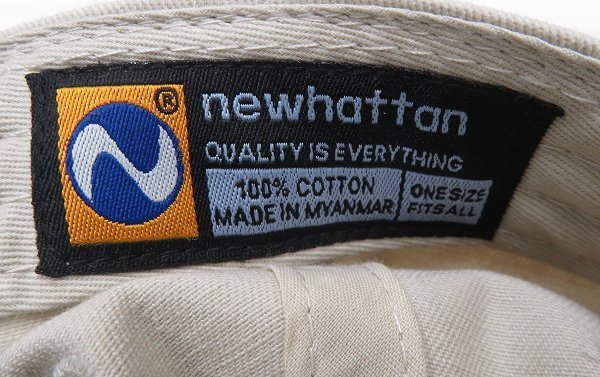 ®
newhattan
QUALITY IS EVERYTHING
100% COTTON
MADE IN MYANMAR
ONE SIZE
FITS ALL